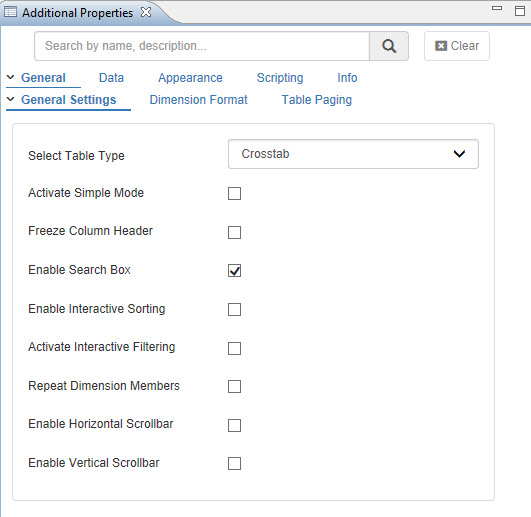 Additional Properties
Search by name, description...
Clear
General Data Appearance Scripting Info
General Settings Dimension Format Table Paging
Select Table Type Crosstab
Activate Simple Mode
Freeze Column Header
Enable Search Box
Enable Interactive Sorting
Activate Interactive Filtering
Repeat Dimension Members
Enable Horizontal Scrollbar
Enable Vertical Scrollbar